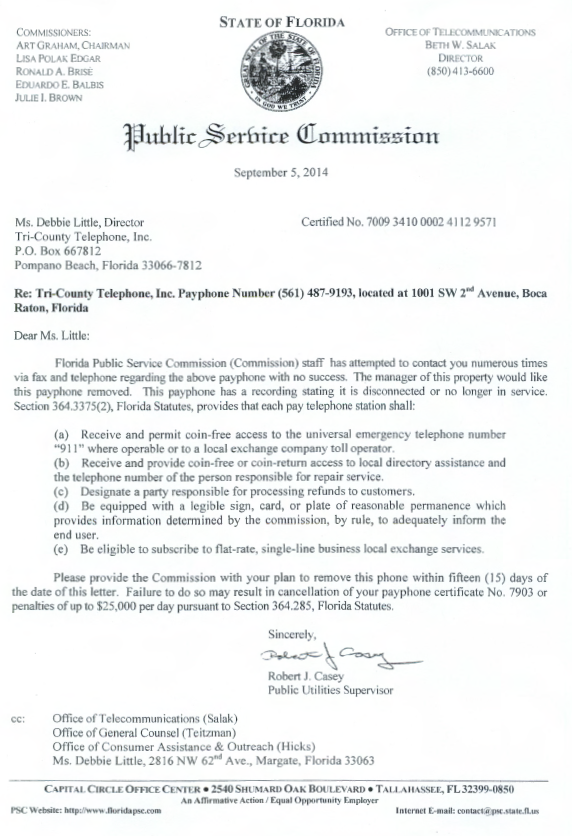 STATE OF FLORIDA
COMMISSIONERS:
ART GRAHAM, CHAIRMAN
LISA POLAK EDGAR
RONALD A. BRISE
EDUARDO E. BALBIS
JULIE I. BROWN
GREAT SEAL OF THE STATE OF FLORIDA
IN GOD WE TRUST
OFFICE OF TELECOMMUNICATIONS
BETH W. SALAK
DIRECTOR
(850)413-6600
Public Service Commission
September 5, 2014
Ms. Debbie Little, Director
Tri-County Telephone, Inc.
P.O. Box 667812
Pompano Beach, Florida 33066-7812
Certified No. 7009 3410 0002 4112 9571
Re: Tri-County Telephone, Inc. Payphone Number (561) 487-9193, located at 1001 SW 2nd Avenue, Boca
Raton, Florida
Dear Ms. Little:
Florida Public Service Commission (Commission) staff has attempted to contact you numerous times
via fax and telephone regarding the above payphone with no success. The manager of this property would like
this payphone removed. This payphone has a recording stating it is disconnected or no longer in service.
Section 364.3375(2), Florida Statutes, provides that each pay telephone station shall:
(a) Receive and permit coin-free access to the universal emergency telephone number
"911" where operable or to a local exchange company toll operator.
(b) Receive and provide coin-free or coin-return access to local directory assistance and
the telephone number of the person responsible for repair service.
(c) Designate a party responsible for processing refunds to customers.
(d) Be equipped with a legible sign, card, or plate of reasonable permanence which
provides information determined by the commission, by rule, to adequately inform the
end user.
(e) Be eligible to subscribe to flat-rate, single-line business local exchange services.
Please provide the Commission with your plan to remove this phone within fifteen (15) days of
the date of this letter. Failure to do so may result in cancellation of your payphone certificate No. 7903 or
penalties of up to $25,000 per day pursuant to Section 364.285, Florida Statutes.
Sincerely,
Robert J. Casey
Robert J. Casey
Public Utilities Supervisor
cc: Office of Telecommunications (Salak)
Office of General Counsel (Teitzman)
Office of Consumer Assistance & Outreach (Hicks)
Ms. Debbie Little, 2816 NW 62nd Ave., Margate, Florida 33063
CAPITAL CIRCLE OFFICE CENTER • 2540 SHUMARD OAK BOULEVARD • TALLAHASSEE, FL 32399-0850
An Affirmative Action / Equal Opportunity Employer
PSC Website: http://www.floridapsc.com Internet E-mail: contact@psc.state.fl.us